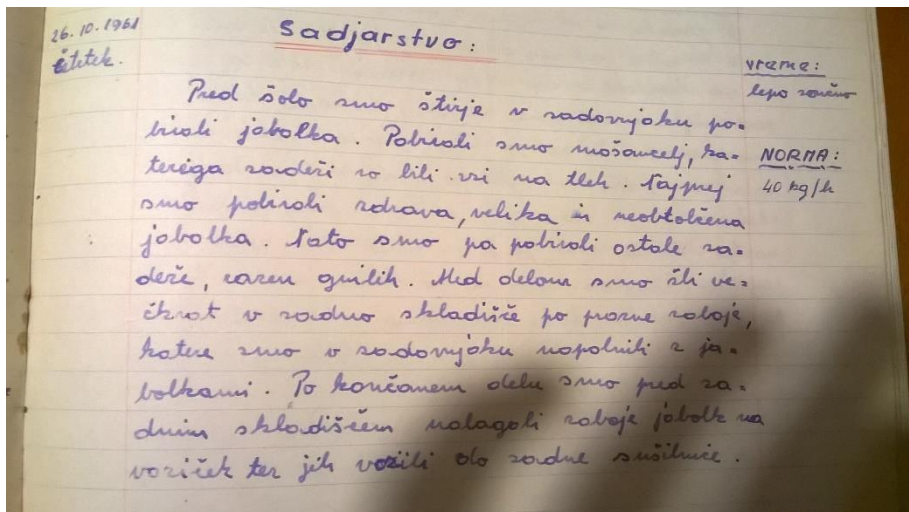 26.10.1961
četrtek.
Sadjarstvo:
vreme:
lepo sončno
Pred šolo smo štirje v sadovnjaku po-
birali jabolka. Pobirali smo mošancelj, ka-
terega sadeži so bili vsi na tleh. Najprej
NORMA:
40 kg/h
smo pobirali zdrava, velika in neobtolčena
jabolka. Nato smo pa pobirali ostale sa-
deže, razen gnilih. Med delom smo šli ve-
čkrat v sadno skladišče po prazne zaboje,
katere smo v sadovnjaku napolnili z ja-
bolkami. Po končanem delu smo pred sa-
dnim skladiščem nalagali zaboje jabolk na
voziček ter jih vozili do sadne sušilnice.